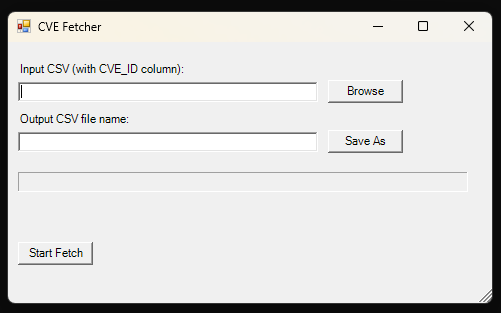 CVE Fetcher
Input CSV (with CVE_ID column):
Browse
Output CSV file name:
Save As
Start Fetch